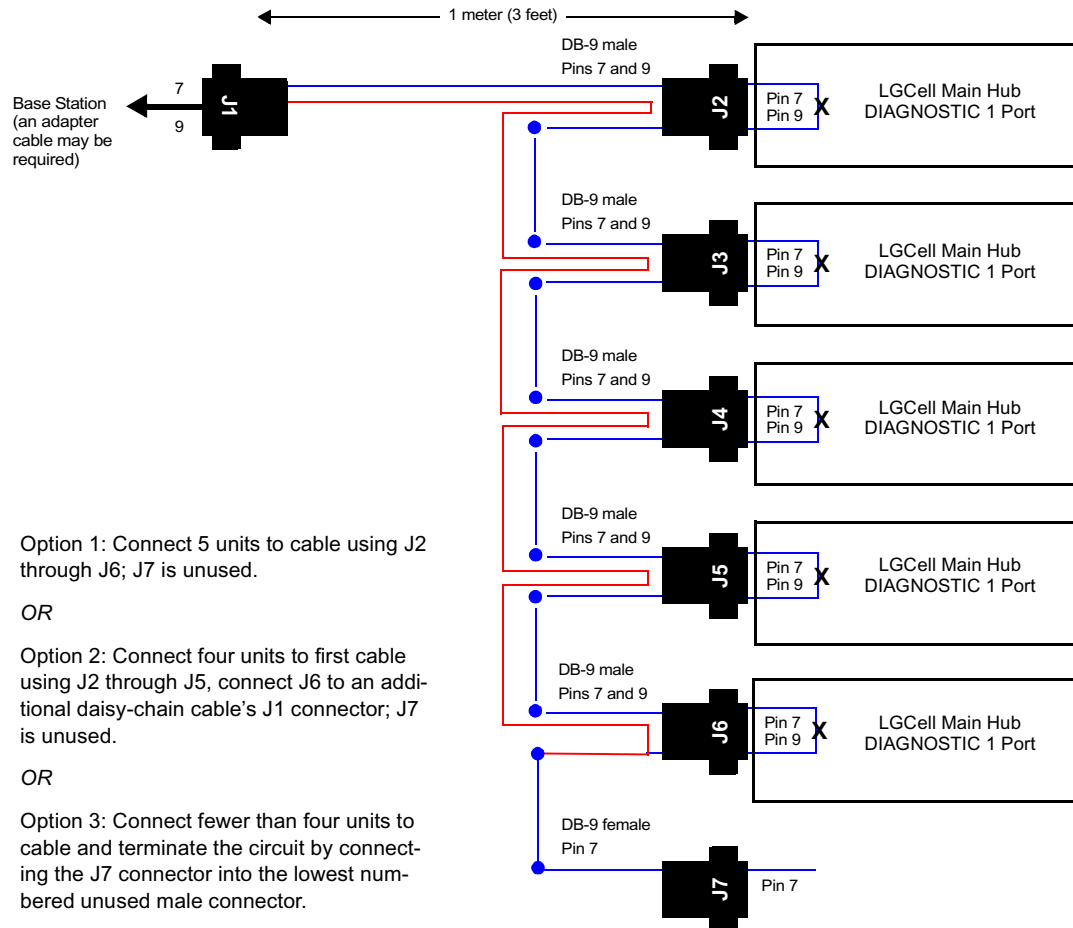 1 meter (3 feet)
DB-9 male
Pins 7 and 9
J1
7
9
Base Station
(an adapter
cable may be
required)
J2
Pin 7
Pin 9
X
LGCell Main Hub
DIAGNOSTIC 1 Port
DB-9 male
Pins 7 and 9
J3
Pin 7
Pin 9
X
LGCell Main Hub
DIAGNOSTIC 1 Port
DB-9 male
Pins 7 and 9
J4
Pin 7
Pin 9
X
LGCell Main Hub
DIAGNOSTIC 1 Port
DB-9 male
Pins 7 and 9
J5
Pin 7
Pin 9
X
LGCell Main Hub
DIAGNOSTIC 1 Port
DB-9 male
Pins 7 and 9
J6
Pin 7
Pin 9
X
LGCell Main Hub
DIAGNOSTIC 1 Port
DB-9 female
Pin 7
J7
Pin 7
Option 1: Connect 5 units to cable using J2
through J6; J7 is unused.
OR
Option 2: Connect four units to first cable
using J2 through J5, connect J6 to an addi-
tional daisy-chain cable's J1 connector; J7
is unused.
OR
Option 3: Connect fewer than four units to
cable and terminate the circuit by connect-
ing the J7 connector into the lowest num-
bered unused male connector.